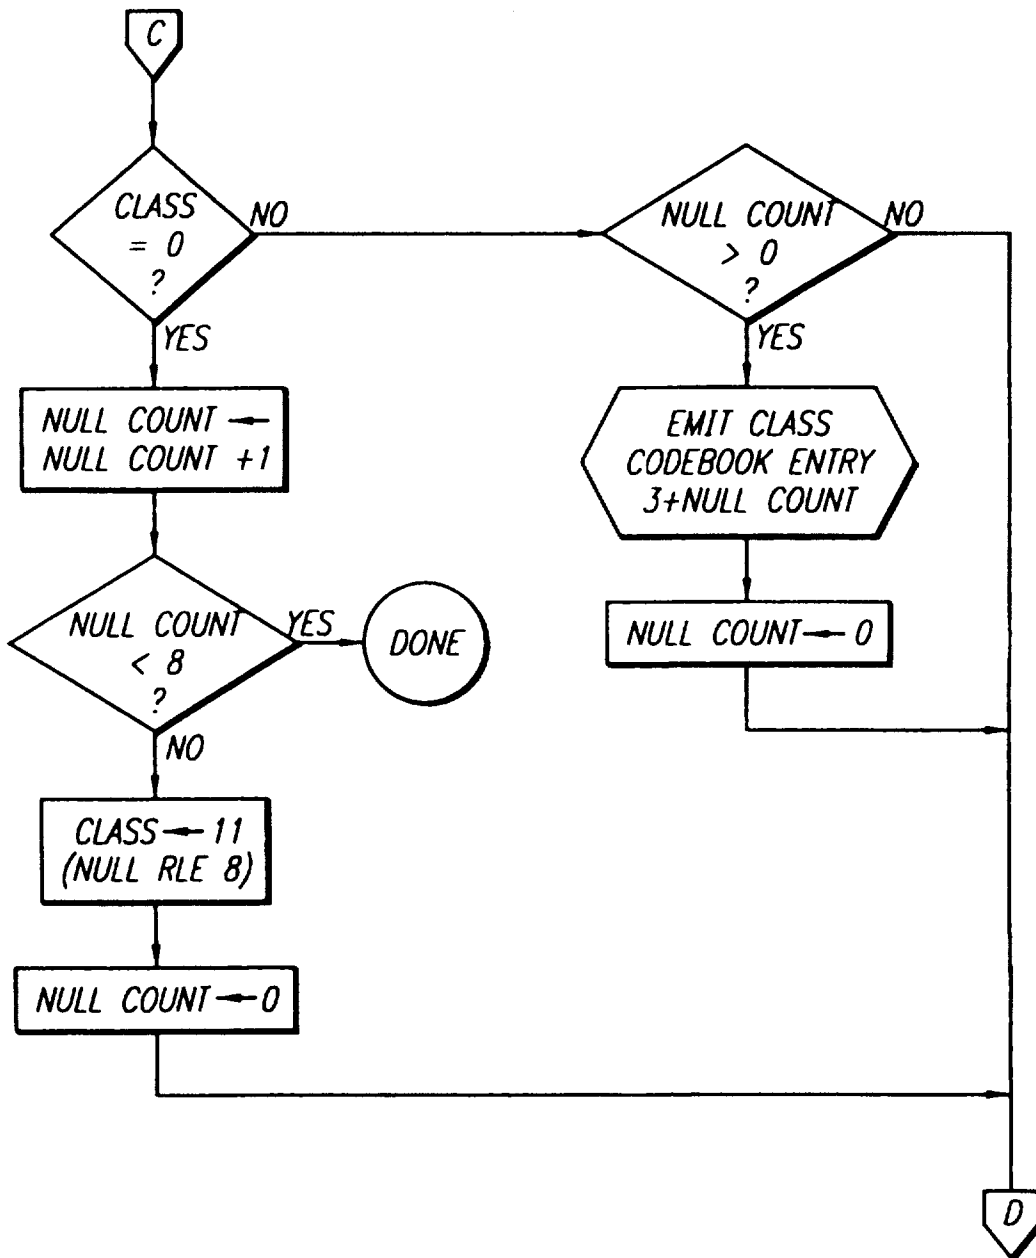 C
CLASS
= 0
?
NO
YES
NULL COUNT ←
NULL COUNT +1
NULL COUNT
< 8
?
YES
DONE
NO
CLASS ← 11
(NULL RLE 8)
NULL COUNT ← 0
NULL COUNT
> 0
?
NO
YES
EMIT CLASS
CODEBOOK ENTRY
3+NULL COUNT
NULL COUNT ← 0
D